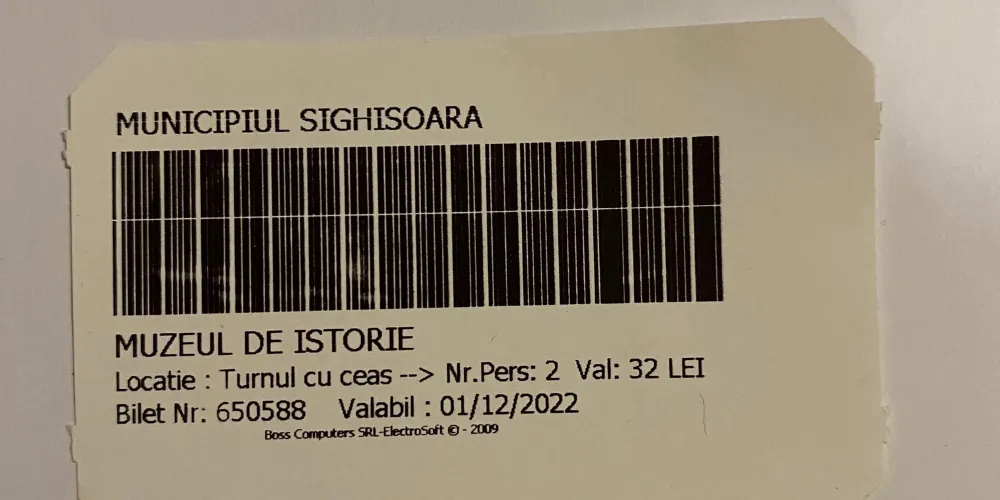 MUNICIPIUL SIGHISOARA
MUZEUL DE ISTORIE
Locatie : Turnul cu ceas --> Nr.Pers: 2 Val: 32 LEI
Bilet Nr: 650588 Valabil : 01/12/2022
Boss Computers SRL-ElectroSoft © - 2009